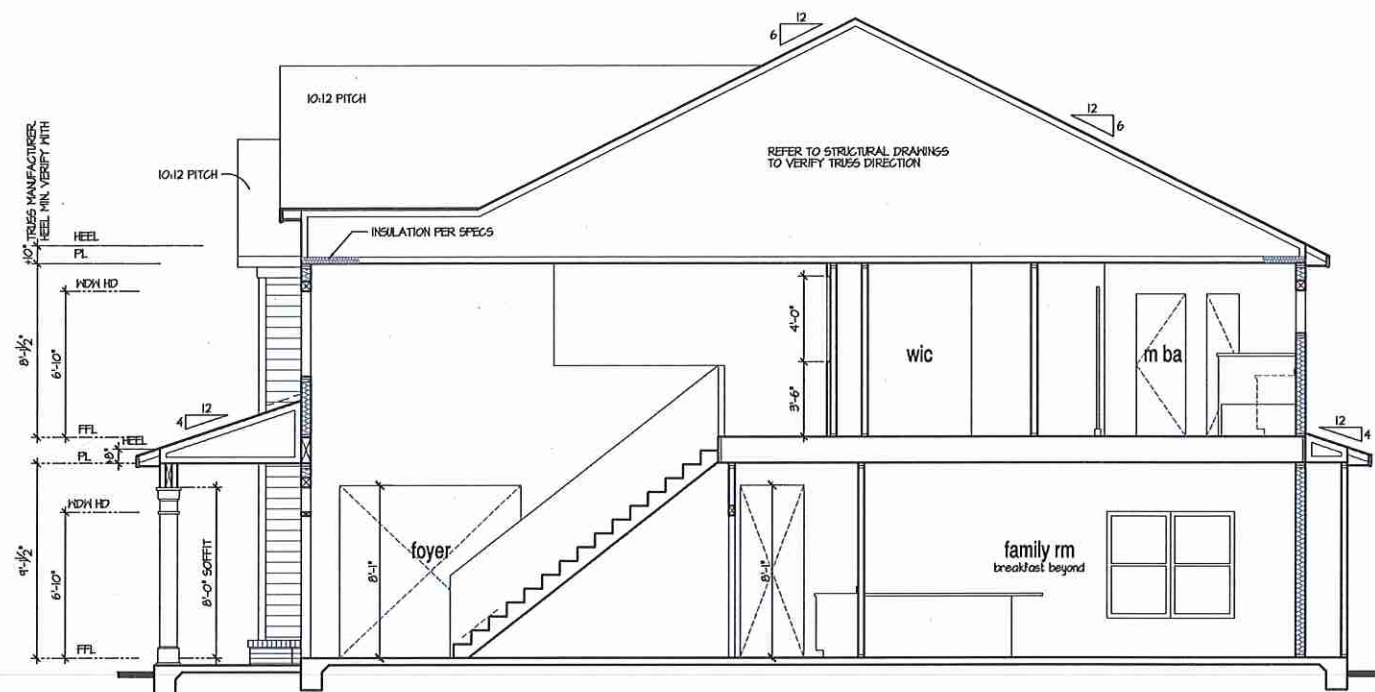 12
6
10:12 PITCH
12
6
REFER TO STRUCTURAL DRAWINGS
TO VERIFY TRUSS DIRECTION
10:12 PITCH
TRUSS MANUFACTURER.
HEEL MIN. VERIFY WITH
±10"
HEEL
PL
INSULATION PER SPECS
WDW HD
8'-1½"
6'-10"
4'-0"
3'-6"
wic
m ba
12
4
FFL
HEEL
±8"
PL
12
4
WDW HD
9'-1½"
6'-10"
8'-0" SOFFIT
8'-1"
foyer
8'-1"
family rm
breakfast beyond
FFL